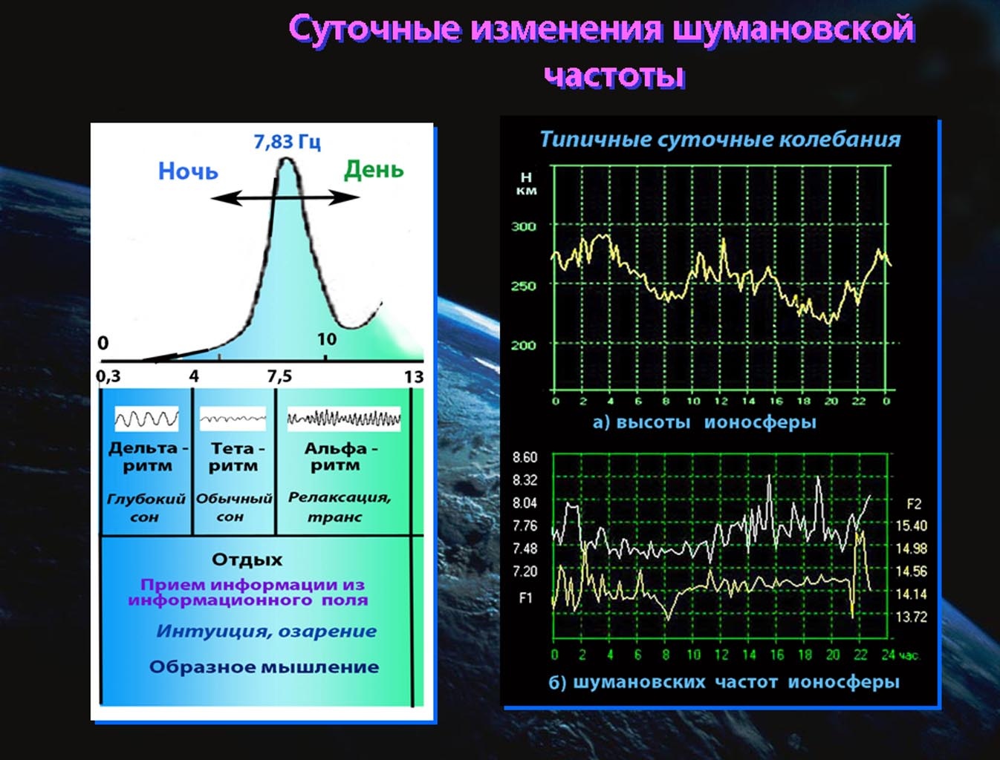 Суточные изменения шумановской
частоты
7,83 Гц
Ночь
День
0
10
0,3
4
7,5
13
Дельта -
ритм
Тета -
ритм
Альфа -
ритм
Глубокий
сон
Обычный
сон
Релаксация,
транс
Отдых
Прием информации из
информационного поля
Интуиция, озарение
Образное мышление
Типичные суточные колебания
H
км
300
250
200
0 2 4 6 8 10 12 14 16 18 20 22 0
а) высоты ионосферы
8.60
8.32
8.04
7.76
7.48
7.20
F1
F2
15.40
14.98
14.56
14.14
13.72
0 2 4 6 8 10 12 14 16 18 20 22 24 час.
б) шумановских частот ионосферы